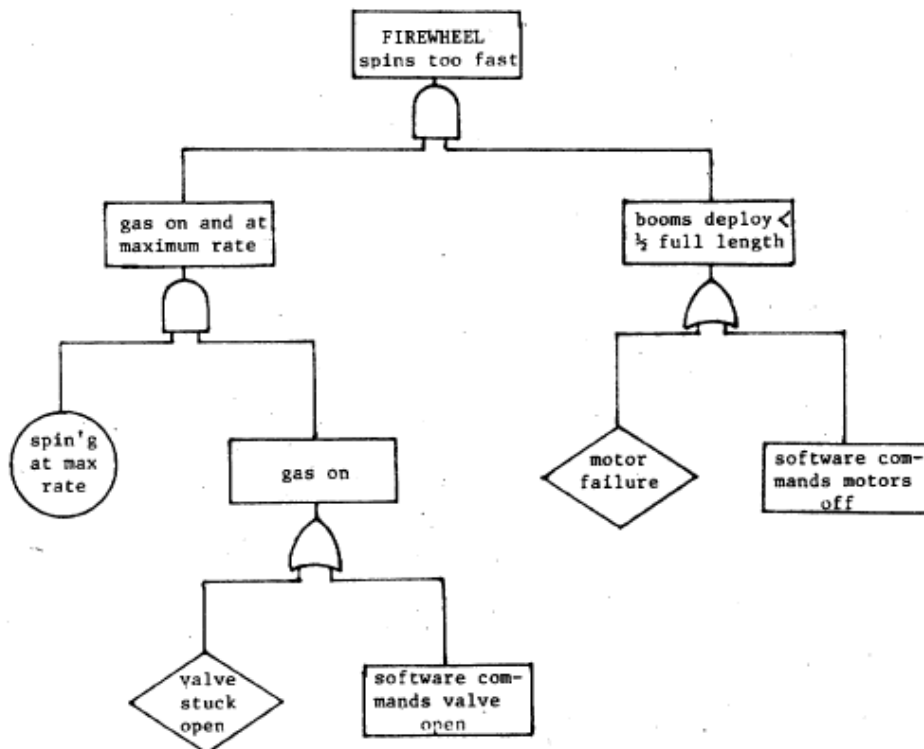 FIREWHEEL
spins too fast
gas on and at
maximum rate
booms deploy <
½ full length
spin'g
at max
rate
gas on
motor
failure
software com-
mands motors
off
valve
stuck
open
software com-
mands valve
open